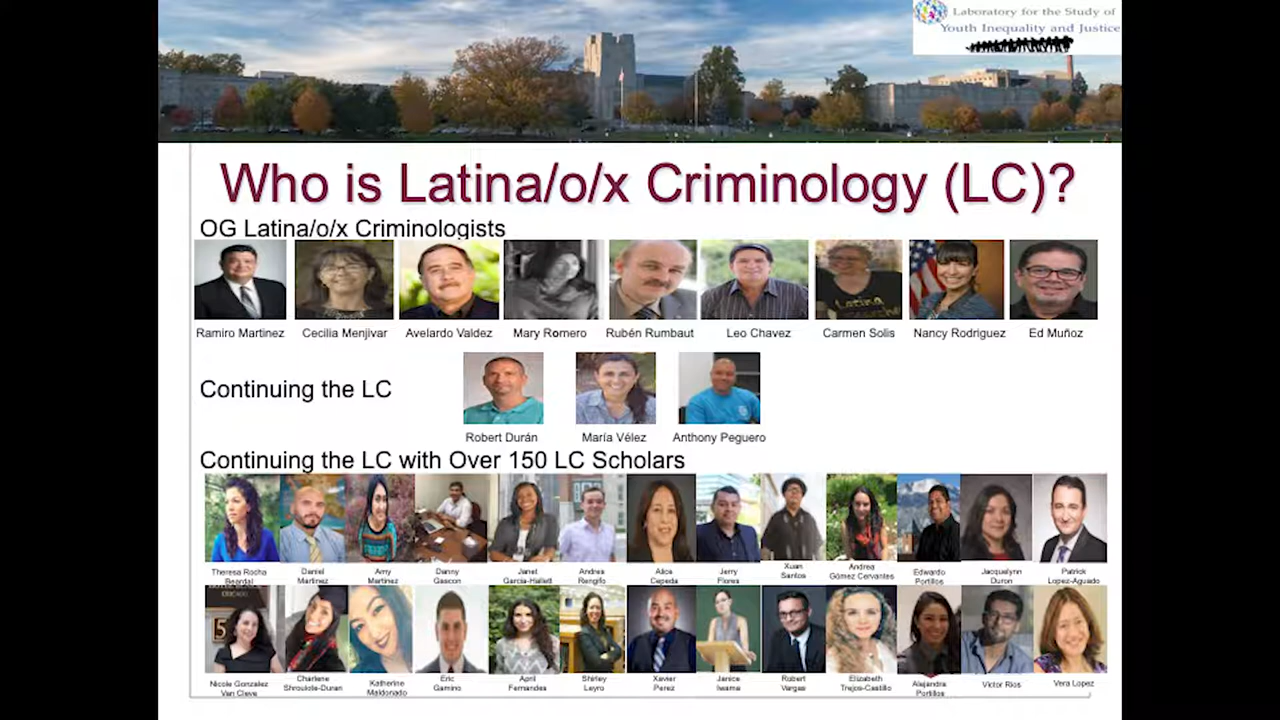 Laboratory for the Study of
Youth Inequality and Justice
Who is Latina/o/x Criminology (LC)?
OG Latina/o/x Criminologists
Ramiro Martinez Cecilia Menjivar Avelardo Valdez Mary Romero Rubén Rumbaut Leo Chavez Carmen Solis Nancy Rodriguez Ed Muñoz
Continuing the LC
Robert Durán María Vélez Anthony Peguero
Continuing the LC with Over 150 LC Scholars
Theresa Rocha Daniel Amy Danny Janet Andres Alice Jerry Xuan Andrea Edwardo Jacquelynn Patrick
Beardal Martinez Martinez Gascon Garcia-Hallett Rengifo Cepeda Flores Santos Gómez Cervantes Portillos Duron Lopez-Aguado
5
Nicole Gonzalez Charlene Katherine Eric April Shirley Xavier Janice Robert Elizabeth Alejandra Victor Rios Vera Lopez
Van Cleve Shroulote-Duran Maldonado Gamino Fernandes Leyro Perez Iwama Vargas Trejos-Castillo Portillos